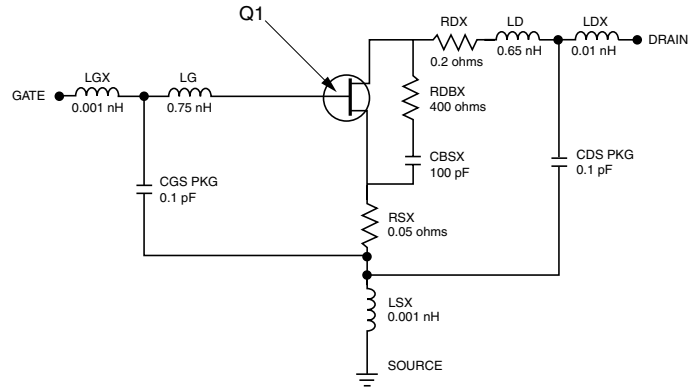 Q1
RDX
0.2 ohms
LD
0.65 nH
LDX
0.01 nH
DRAIN
GATE
LGX
0.001 nH
LG
0.75 nH
RDBX
400 ohms
CBSX
100 pF
CGS PKG
0.1 pF
CDS PKG
0.1 pF
RSX
0.05 ohms
LSX
0.001 nH
SOURCE